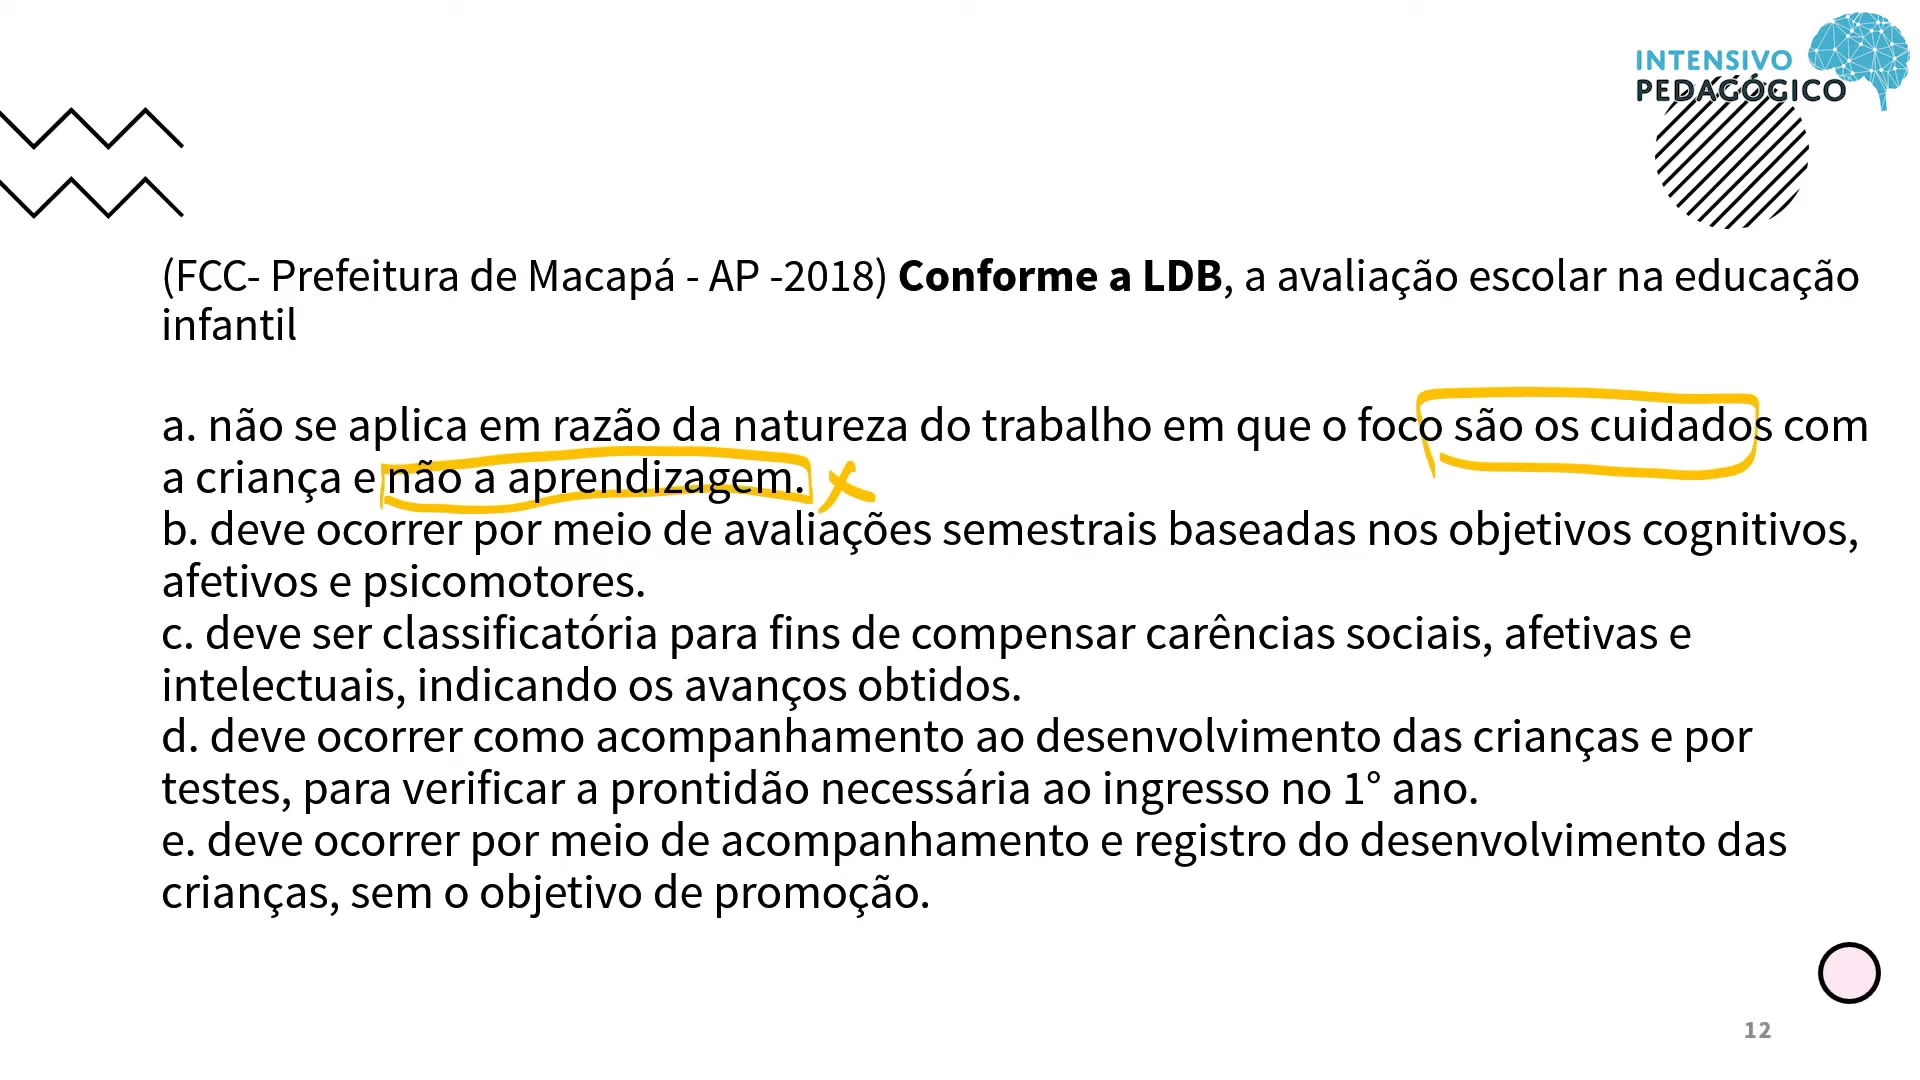 INTENSIVO
PEDAGÓGICO
(FCC- Prefeitura de Macapá - AP -2018) Conforme a LDB, a avaliação escolar na educação
infantil
a. não se aplica em razão da natureza do trabalho em que o foco são os cuidados com
a criança e não a aprendizagem.
b. deve ocorrer por meio de avaliações semestrais baseadas nos objetivos cognitivos,
afetivos e psicomotores.
c. deve ser classificatória para fins de compensar carências sociais, afetivas e
intelectuais, indicando os avanços obtidos.
d. deve ocorrer como acompanhamento ao desenvolvimento das crianças e por
testes, para verificar a prontidão necessária ao ingresso no 1° ano.
e. deve ocorrer por meio de acompanhamento e registro do desenvolvimento das
crianças, sem o objetivo de promoção.
12